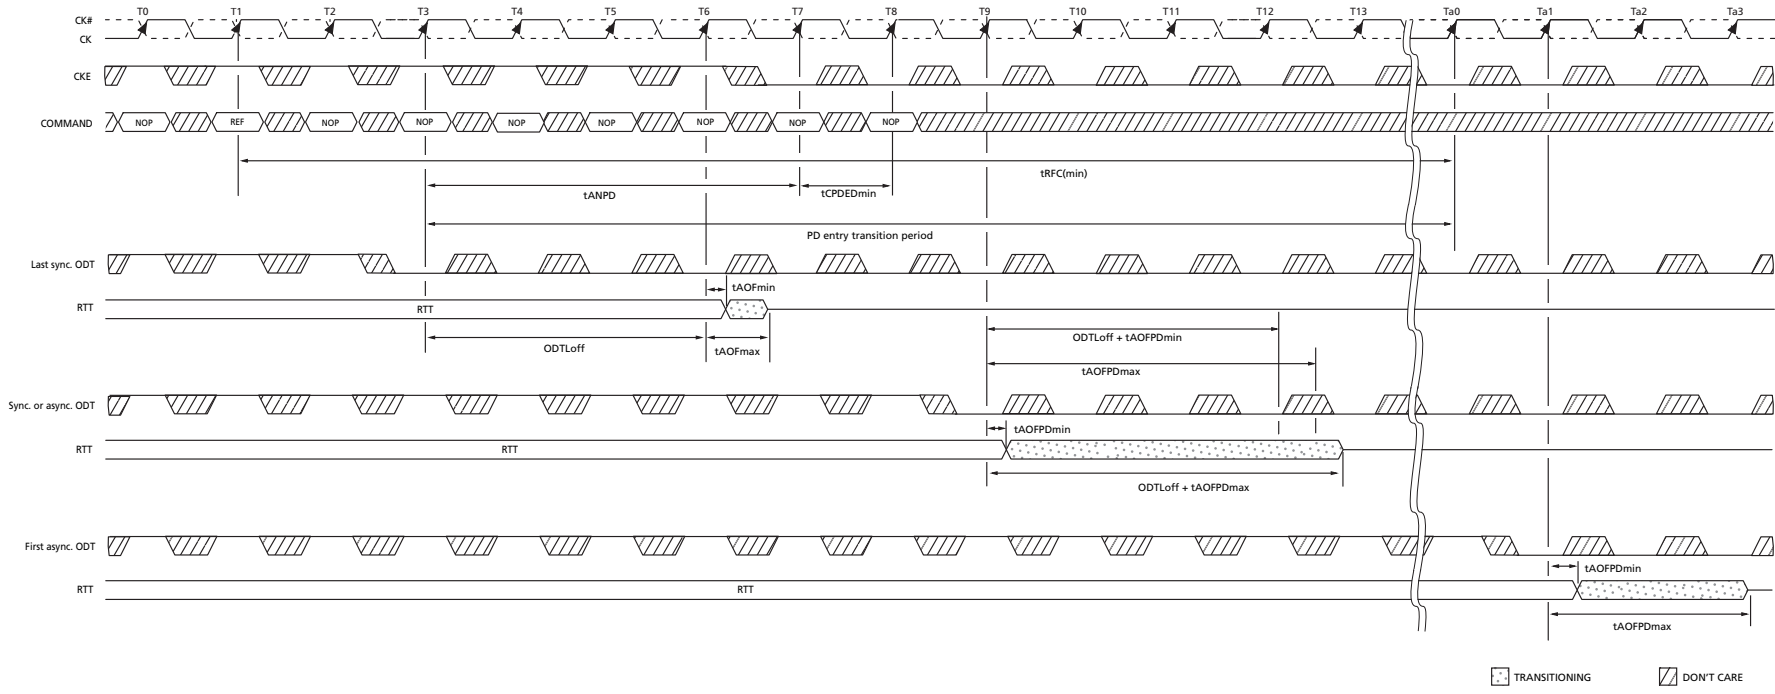 CK# T0 T1 T2 T3 T4 T5 T6 T7 T8 T9 T10 T11 T12 T13 Ta0 Ta1 Ta2 Ta3
CK
CKE
COMMAND NOP REF NOP NOP NOP NOP NOP NOP NOP
tRFC(min)
tANPD tCPDEDmin
PD entry transition period
Last sync. ODT
tAOFmin
RTT RTT
ODTLoff + tAOFPDmin
ODTLoff tAOFmax
tAOFPDmax
Sync. or async. ODT
tAOFPDmin
RTT RTT
ODTLoff + tAOFPDmax
First async. ODT
tAOFPDmin
RTT RTT
tAOFPDmax
TRANSITIONING DON'T CARE